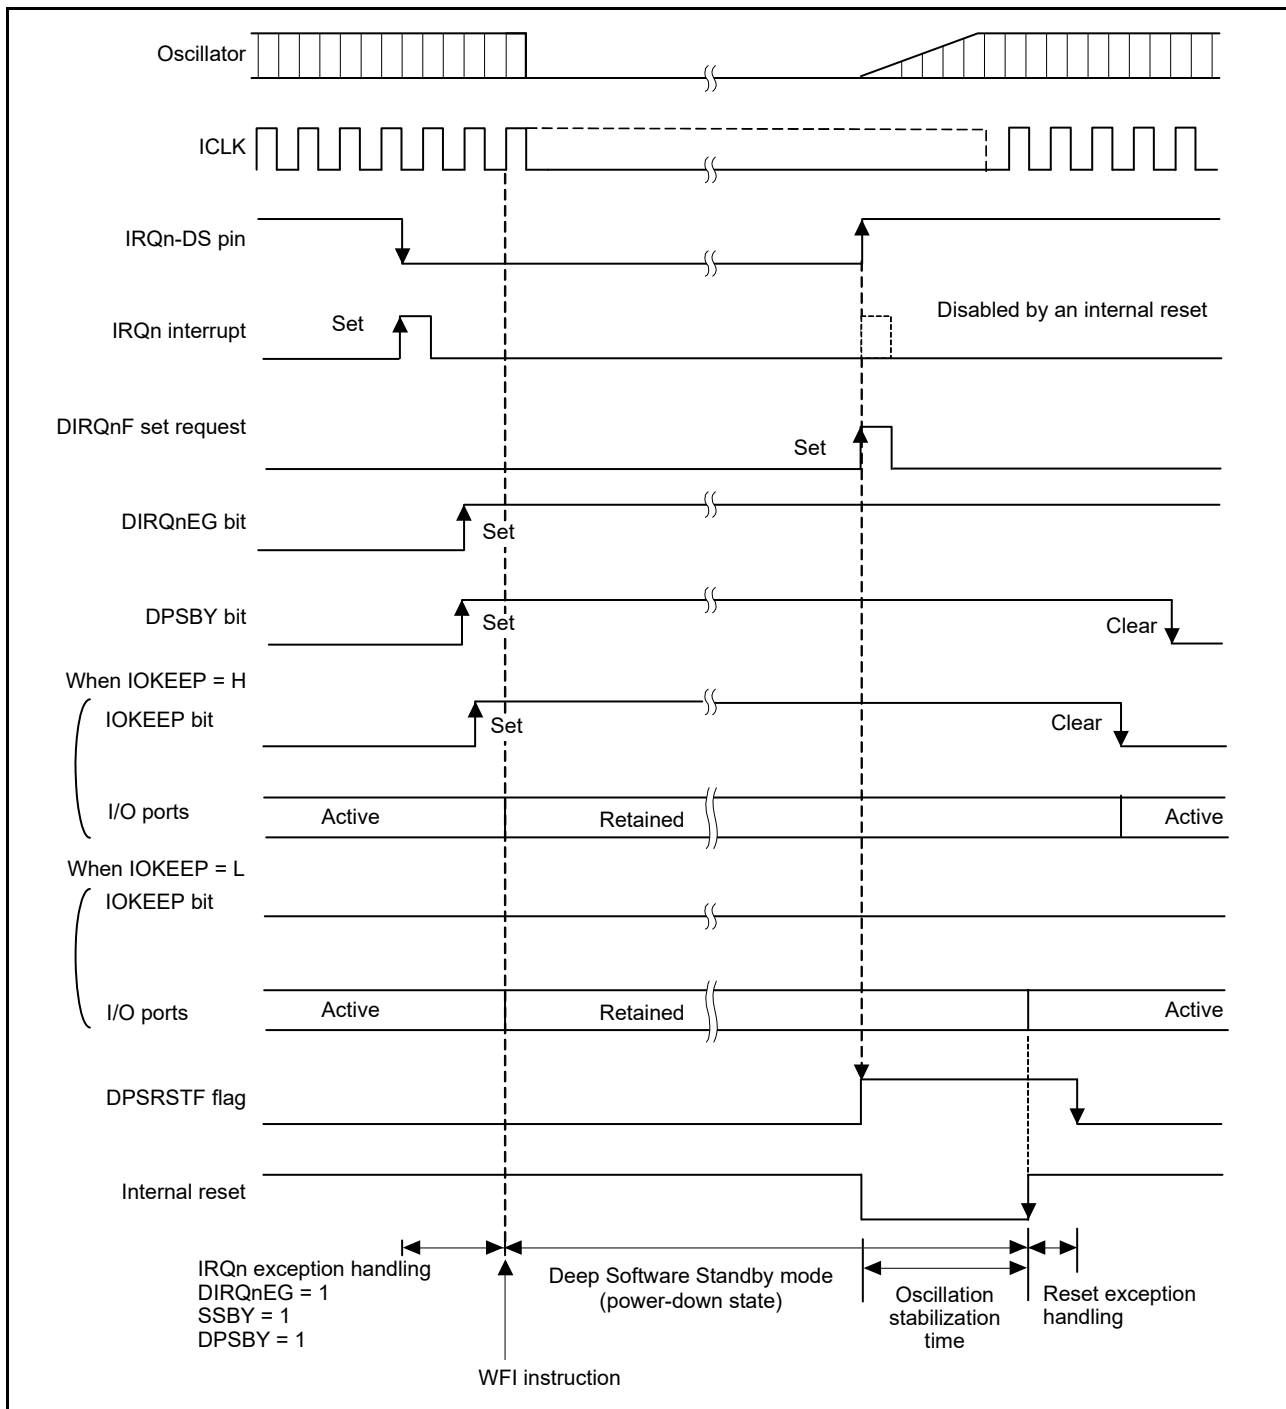 Oscillator
ICLK
IRQn-DS pin
IRQn interrupt
Set
Disabled by an internal reset
DIRQnF set request
Set
DIRQnEG bit
Set
DPSBY bit
Set
Clear
When IOKEEP = H
IOKEEP bit
Set
Clear
I/O ports
Active
Retained
Active
When IOKEEP = L
IOKEEP bit
I/O ports
Active
Retained
Active
DPSRSTF flag
Internal reset
IRQn exception handling
DIRQnEG = 1
SSBY = 1
DPSBY = 1
Deep Software Standby mode
(power-down state)
Oscillation
stabilization
time
Reset exception
handling
WFI instruction